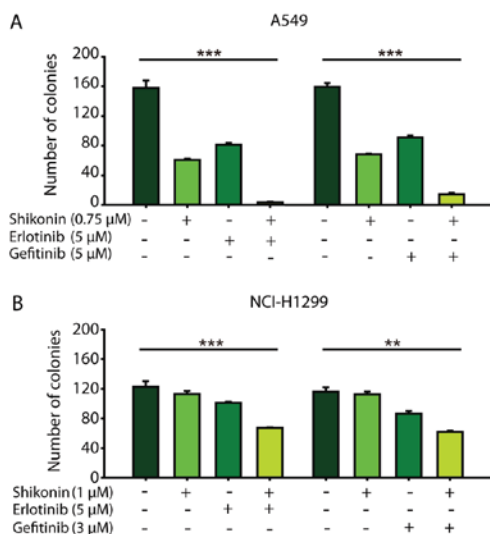 A
A549
*** ***
Number of colonies
200
160
120
80
40
0
Shikonin (0.75 μM) - + - + - + - +
Erlotinib (5 μM) - - + + - - - -
Gefitinib (5 μM) - - - - - - + +
B
NCI-H1299
*** **
Number of colonies
200
160
120
80
40
0
Shikonin (1 μM) - + - + - + - +
Erlotinib (5 μM) - - + + - - - -
Gefitinib (3 μM) - - - - - - + +